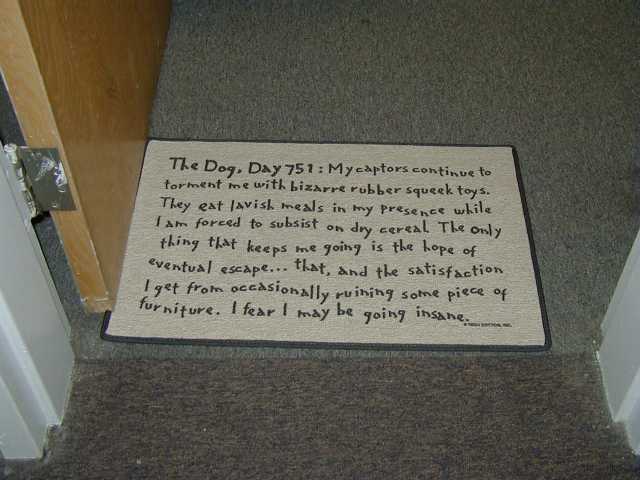 The Dog, Day 751: My captors continue to
torment me with bizarre rubber squeek toys.
They eat lavish meals in my presence while
I am forced to subsist on dry cereal. The only
thing that keeps me going is the hope of
eventual escape... that, and the satisfaction
I get from occasionally ruining some piece of
furniture. I fear I may be going insane.